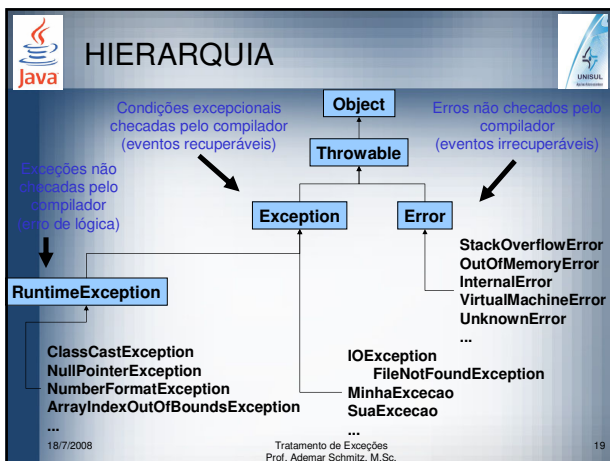 Java
HIERARQUIA
UNISUL
Condições excepcionais
checadas pelo compilador
(eventos recuperáveis)
Object
Erros não checados pelo
compilador
(eventos irrecuperáveis)
Throwable
Exceções não
checadas pelo
compilador
(erro de lógica)
Exception
Error
StackOverflowError
OutOfMemoryError
InternalError
VirtualMachineError
UnknownError
...
RuntimeException
ClassCastException
NullPointerException
NumberFormatException
ArrayIndexOutOfBoundsException
...
IOException
FileNotFoundException
MinhaExcecao
SuaExcecao
...
18/7/2008
Tratamento de Exceções
Prof. Ademar Schmitz, M.Sc.
19